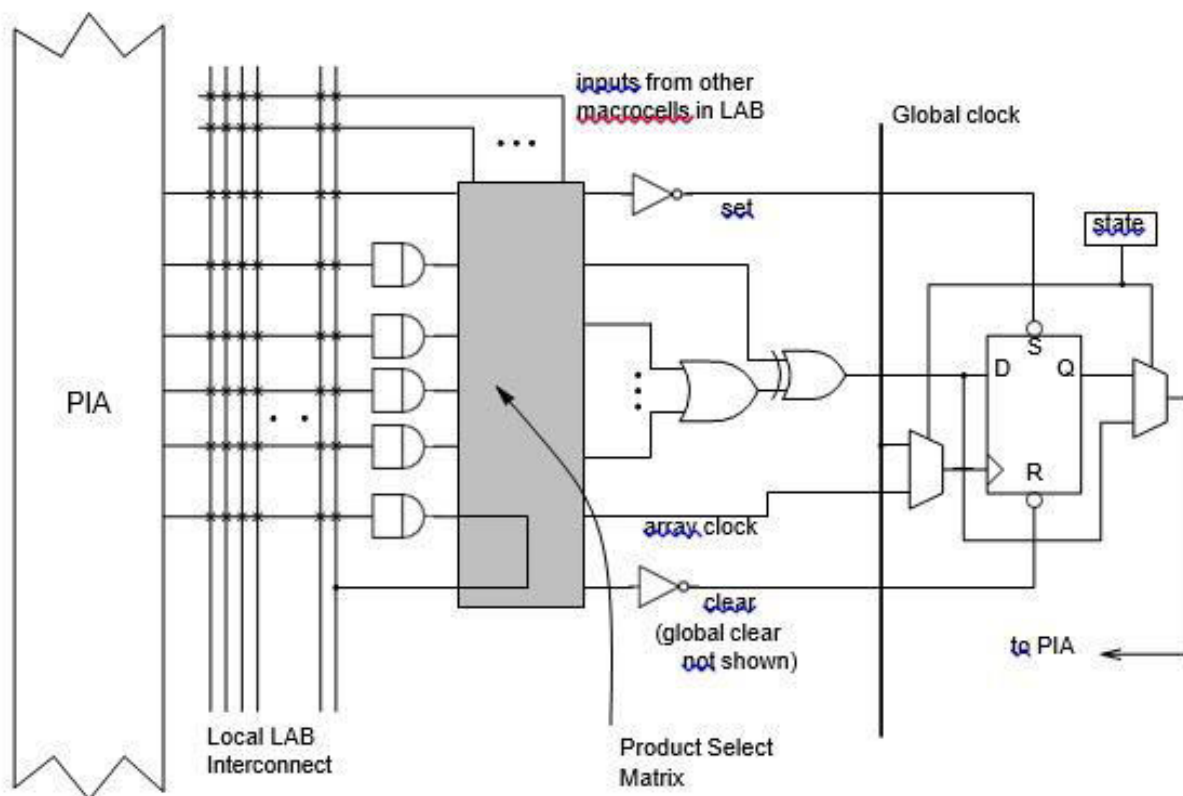 inputs from other
macrocells in LAB
Global clock
set
state
S
D
Q
PIA
R
array clock
clear
(global clear
not shown)
to PIA
Local LAB
Interconnect
Product Select
Matrix